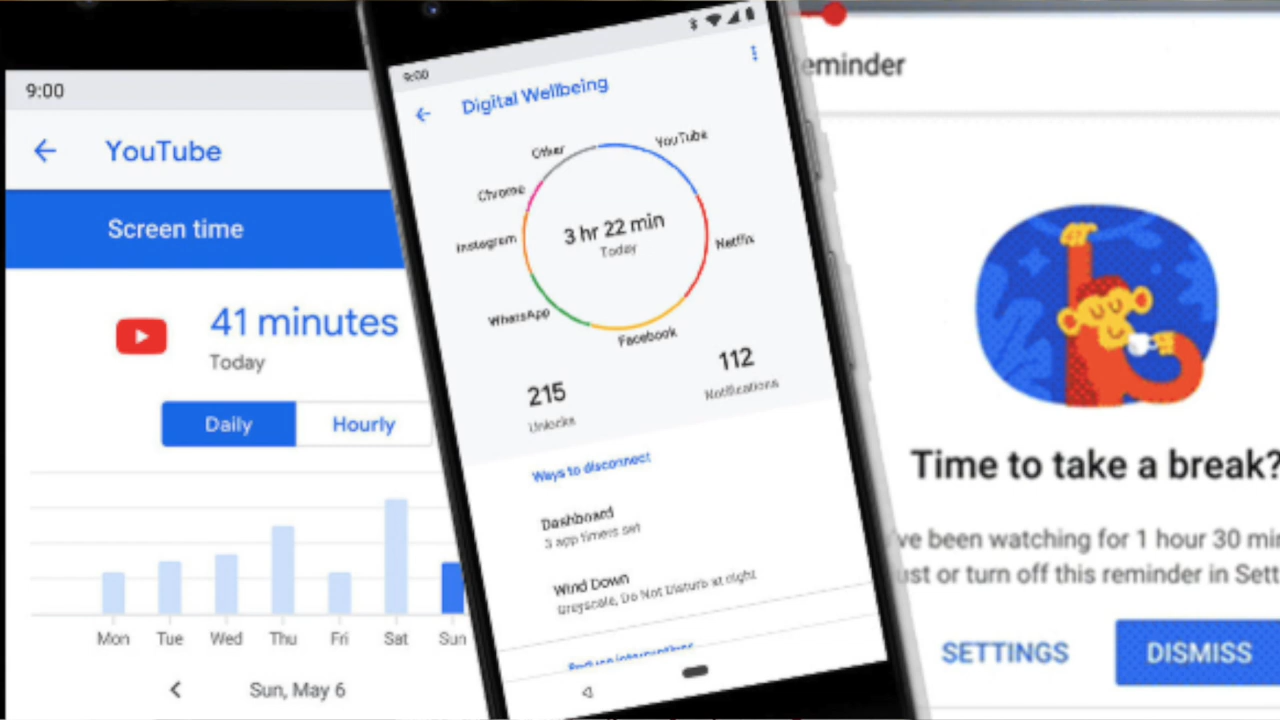 9:00
YouTube
Screen time
41 minutes
Today
Daily
Hourly
Mon Tue Wed Thu Fri Sat Sun
Sun, May 6
9:00
Digital Wellbeing
Other
YouTube
Chrome
Instagram
Netflix
WhatsApp
Facebook
3 hr 22 min
Today
215
Unlocks
112
Notifications
Ways to disconnect
Dashboard
3 app timers set
Wind Down
Greyscale, Do Not Disturb at night
eminder
Time to take a break?
've been watching for 1 hour 30 min
ust or turn off this reminder in Sett
SETTINGS
DISMISS